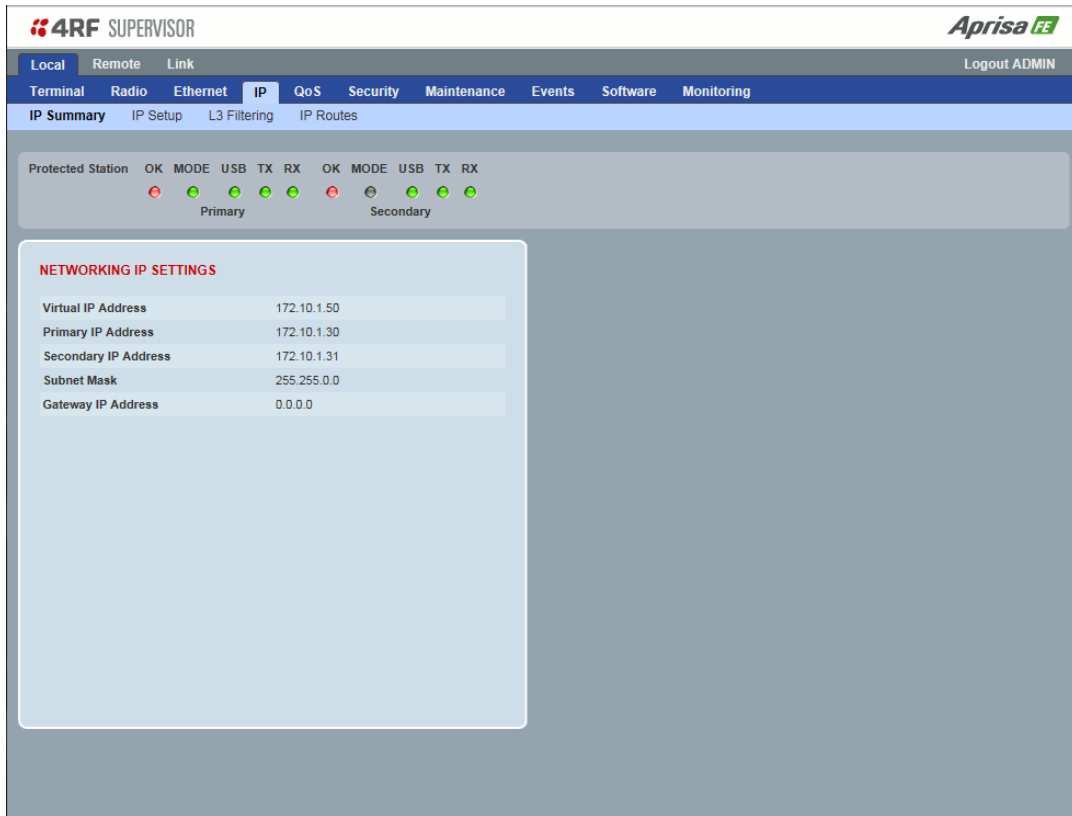 4RF SUPERVISOR
Aprisa FE
Local Remote Link Logout ADMIN
Terminal Radio Ethernet IP QoS Security Maintenance Events Software Monitoring
IP Summary IP Setup L3 Filtering IP Routes
Protected Station OK MODE USB TX RX OK MODE USB TX RX
Primary Secondary
NETWORKING IP SETTINGS
Virtual IP Address 172.10.1.50
Primary IP Address 172.10.1.30
Secondary IP Address 172.10.1.31
Subnet Mask 255.255.0.0
Gateway IP Address 0.0.0.0